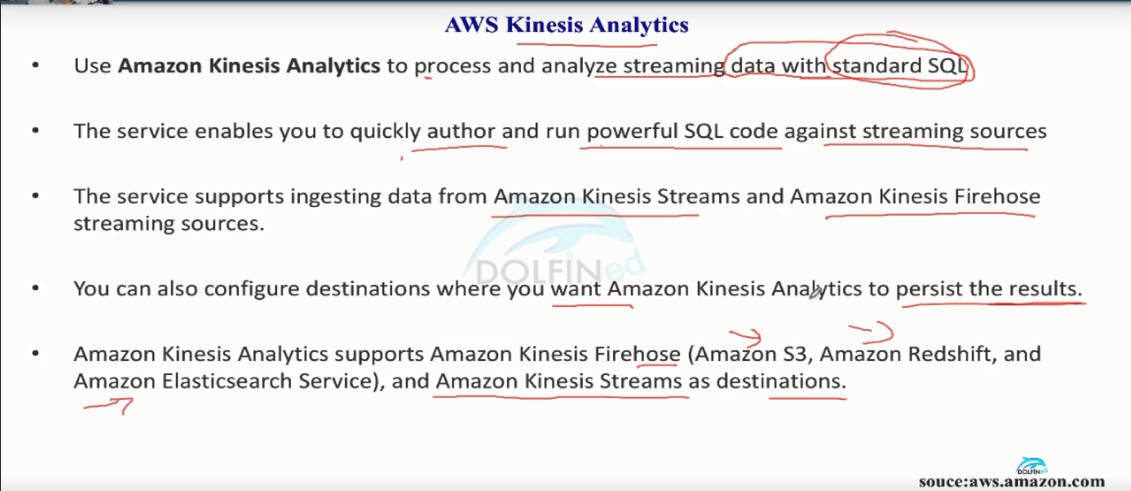 AWS Kinesis Analytics
• Use Amazon Kinesis Analytics to process and analyze streaming data with standard SQL
• The service enables you to quickly author and run powerful SQL code against streaming sources
• The service supports ingesting data from Amazon Kinesis Streams and Amazon Kinesis Firehose
streaming sources.
DOLFINed
• You can also configure destinations where you want Amazon Kinesis Analytics to persist the results.
• Amazon Kinesis Analytics supports Amazon Kinesis Firehose (Amazon S3, Amazon Redshift, and
Amazon Elasticsearch Service), and Amazon Kinesis Streams as destinations.
DOLFIN
souce:aws.amazon.com